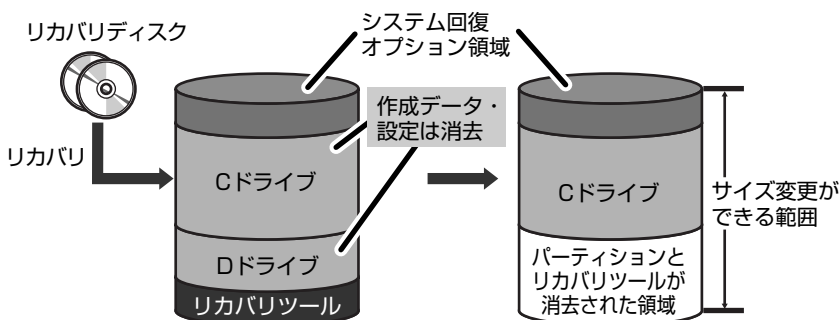 リカバリディスク
システム回復
オプション領域
作成データ・
設定は消去
リカバリ
Cドライブ
Dドライブ
リカバリツール
Cドライブ
パーティションと
リカバリツールが
消去された領域
サイズ変更が
できる範囲